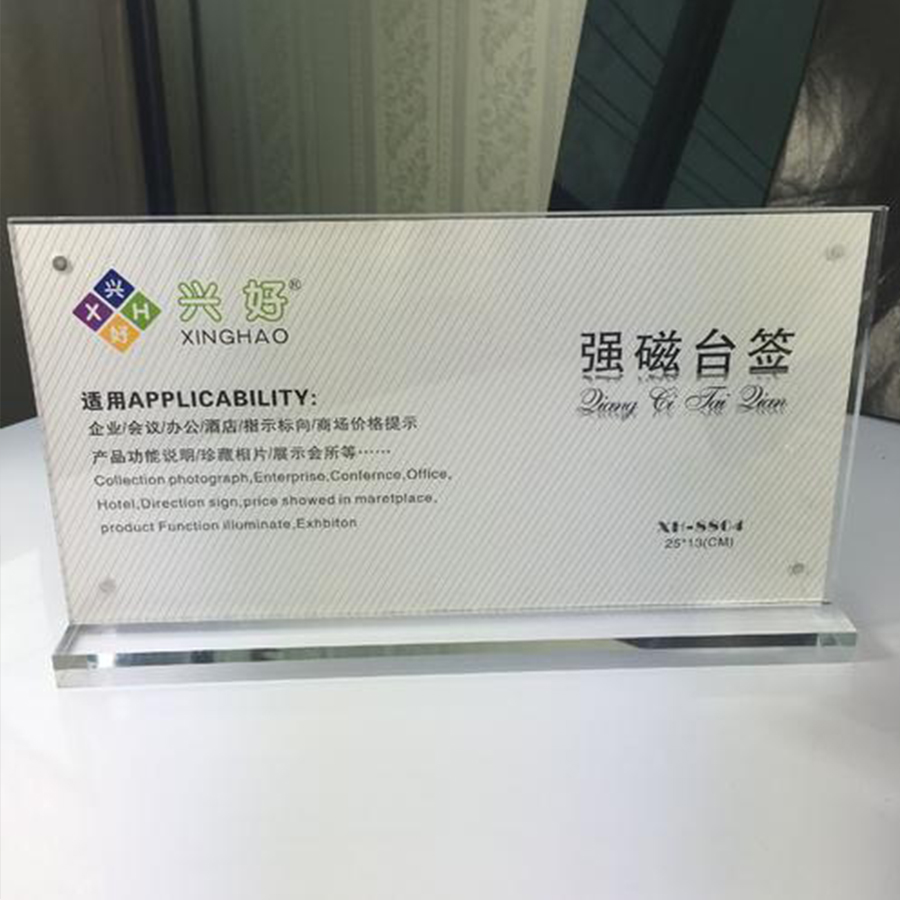 兴
X H
好
兴好®
XINGHAO
强磁台签
Qiang Ci Tai Qian
适用APPLICABILITY:
企业/会议/办公/酒店/指示标向/商场价格提示
产品功能说明/珍藏相片/展示会所等……
Collection photograph,Enterprise,Confernce,Office,
Hotel,Direction sign,price showed in maretplace,
product Function illuminate,Exhbiton
XH-8804
25*13(CM)